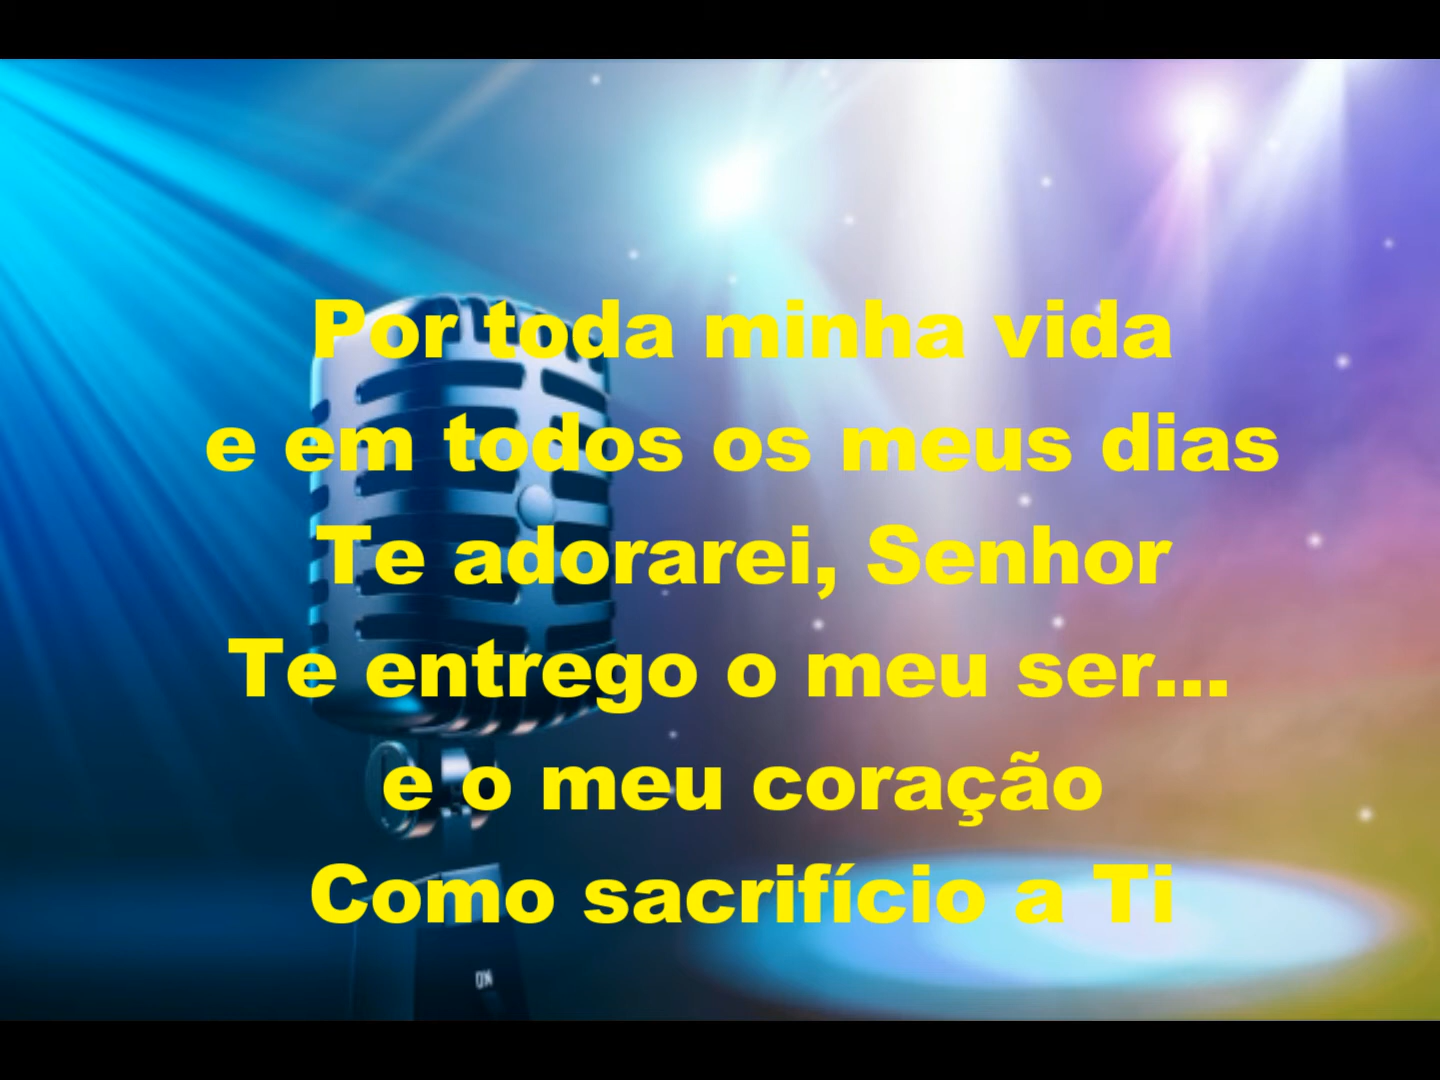 Por toda minha vida
e em todos os meus dias
Te adorarei, Senhor
Te entrego o meu ser...
e o meu coração
Como sacrifício a Ti
ON